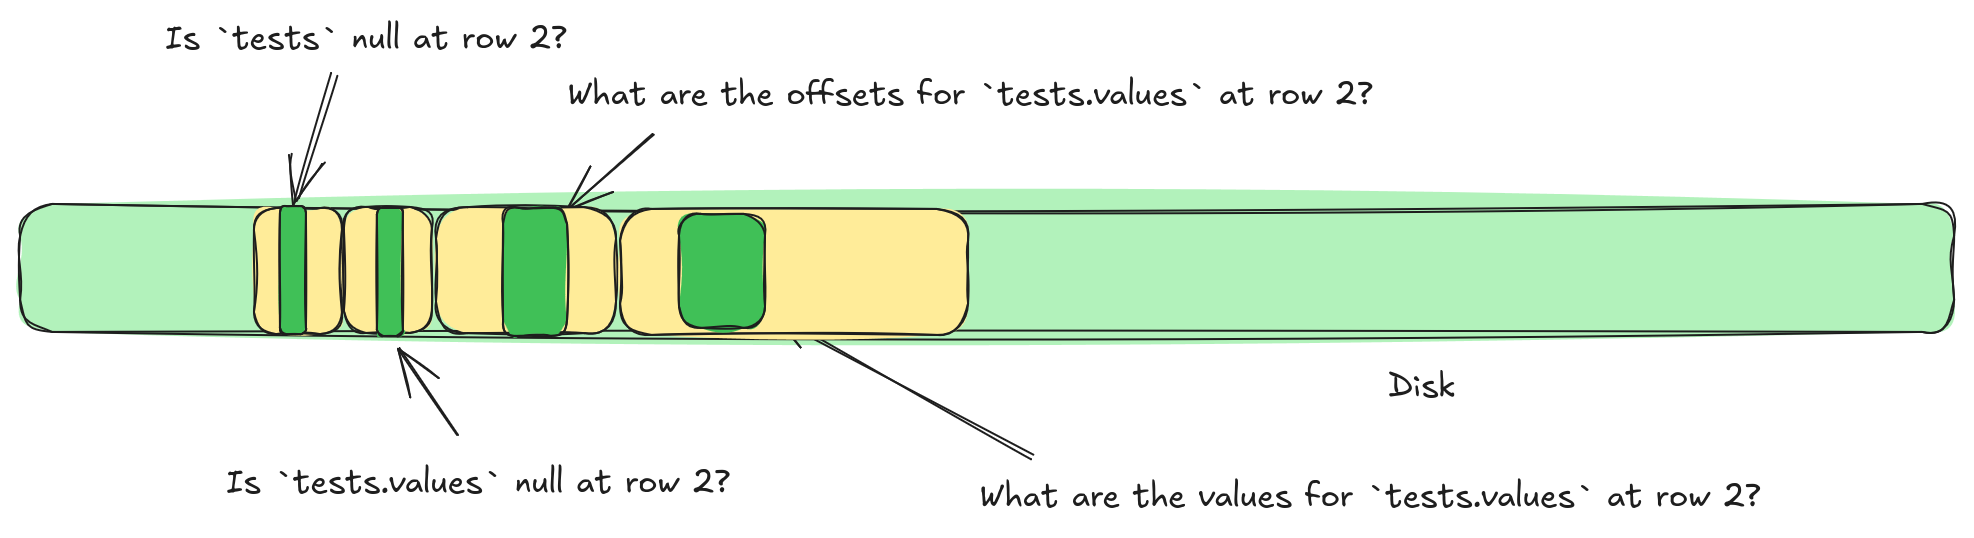 Is `tests` null at row 2?
What are the offsets for `tests.values` at row 2?
Disk
Is `tests.values` null at row 2?
What are the values for `tests.values` at row 2?